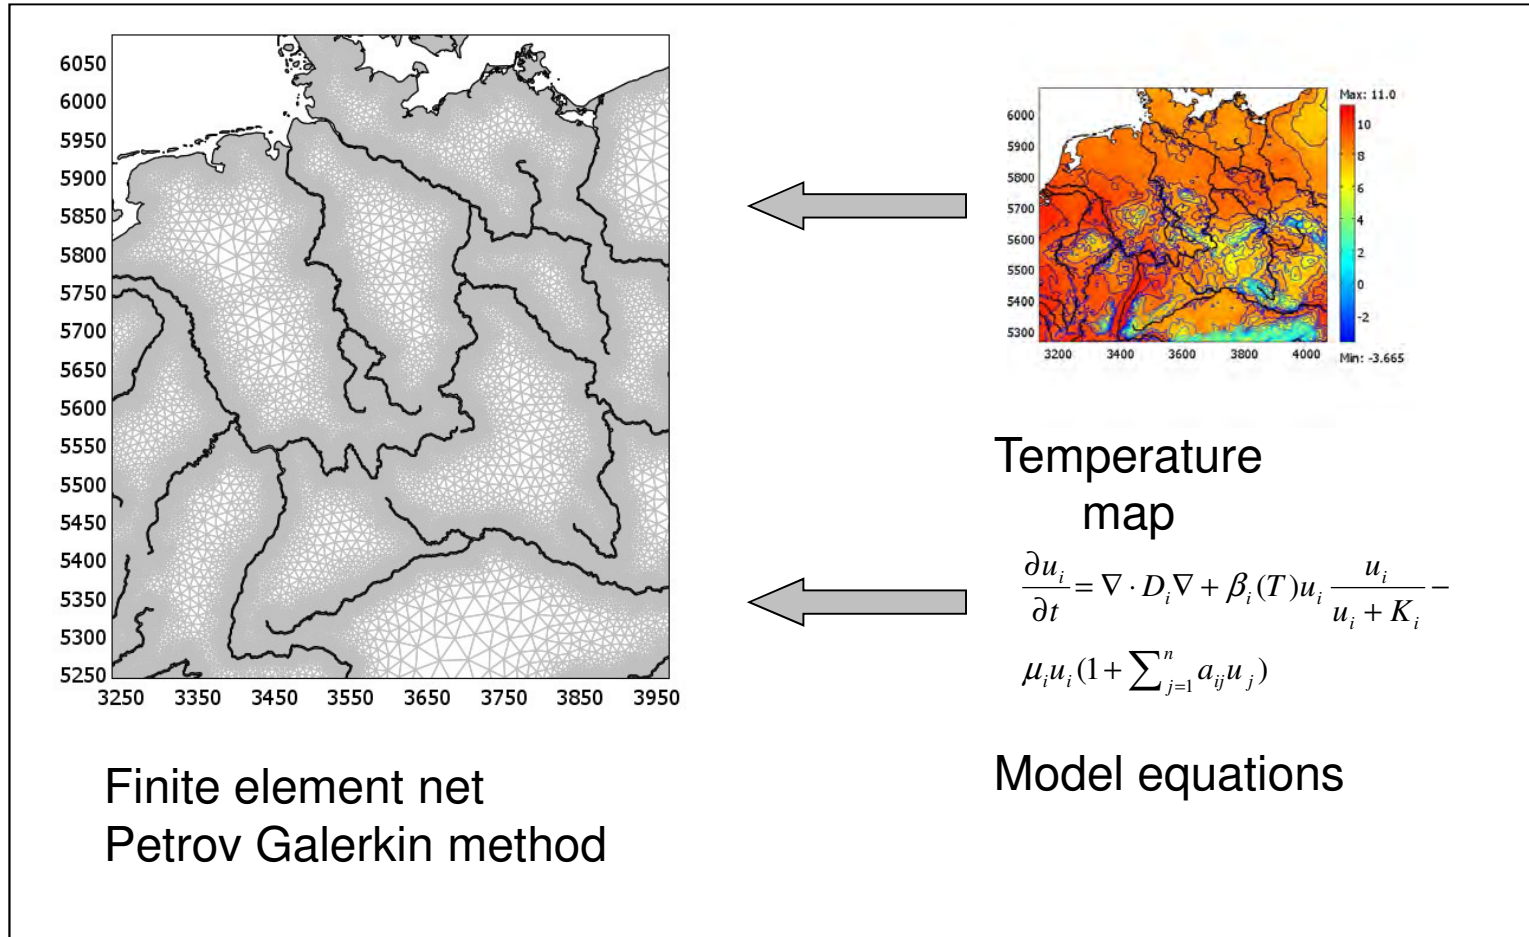 6050
6000
5950
5900
5850
5800
5750
5700
5650
5600
5550
5500
5450
5400
5350
5300
5250
3250 3350 3450 3550 3650 3750 3850 3950
Finite element net
Petrov Galerkin method
Max: 11.0
6000
5900
5800
5700
5600
5500
5400
5300
3200 3400 3600 3800 4000
10
8
6
4
2
0
-2
Min: -3.665
Temperature
map
∂u_i/∂t = ∇ · D_i∇ + β_i(T)u_i u_i/(u_i + K_i) −
μ_i u_i(1 + ∑_{j=1}^{n} a_{ij}u_j)
Model equations